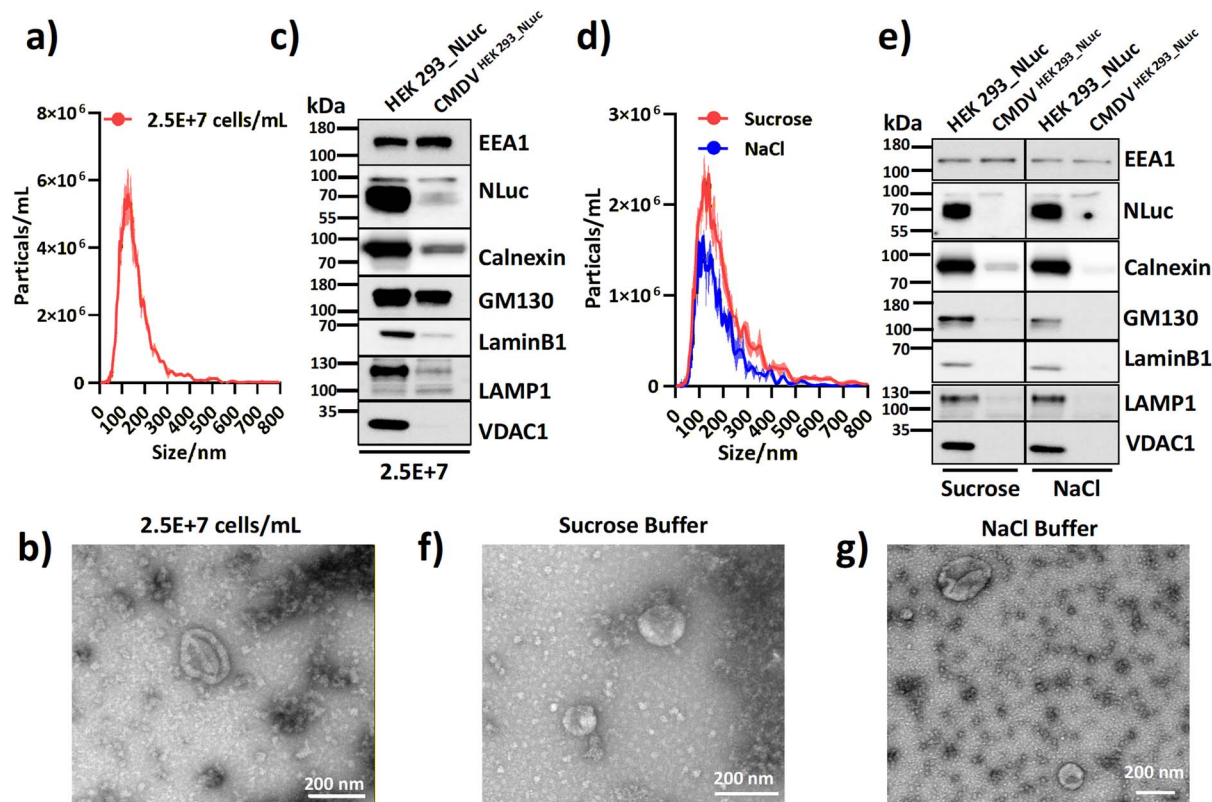 a)
8×10⁶
6×10⁶
4×10⁶
2×10⁶
0
Particals/mL
2.5E+7 cells/mL
0 100 200 300 400 500 600 700 800
Size/nm
c)
HEK 293_NLuc
CMDV HEK 293_NLuc
kDa
180
100
EEA1
100
70
55
NLuc
100
70
Calnexin
180
100
GM130
70
LaminB1
130
100
LAMP1
35
VDAC1
2.5E+7
d)
3×10⁶
2×10⁶
1×10⁶
0
Particals/mL
Sucrose
NaCl
0 100 200 300 400 500 600 700 800
Size/nm
e)
HEK 293_NLuc
CMDV HEK 293_NLuc
HEK 293_NLuc
CMDV HEK 293_NLuc
kDa
180
100
EEA1
100
70
55
NLuc
100
70
Calnexin
180
100
GM130
70
LaminB1
130
100
LAMP1
35
VDAC1
Sucrose NaCl
b)
2.5E+7 cells/mL
200 nm
f)
Sucrose Buffer
200 nm
g)
NaCl Buffer
200 nm